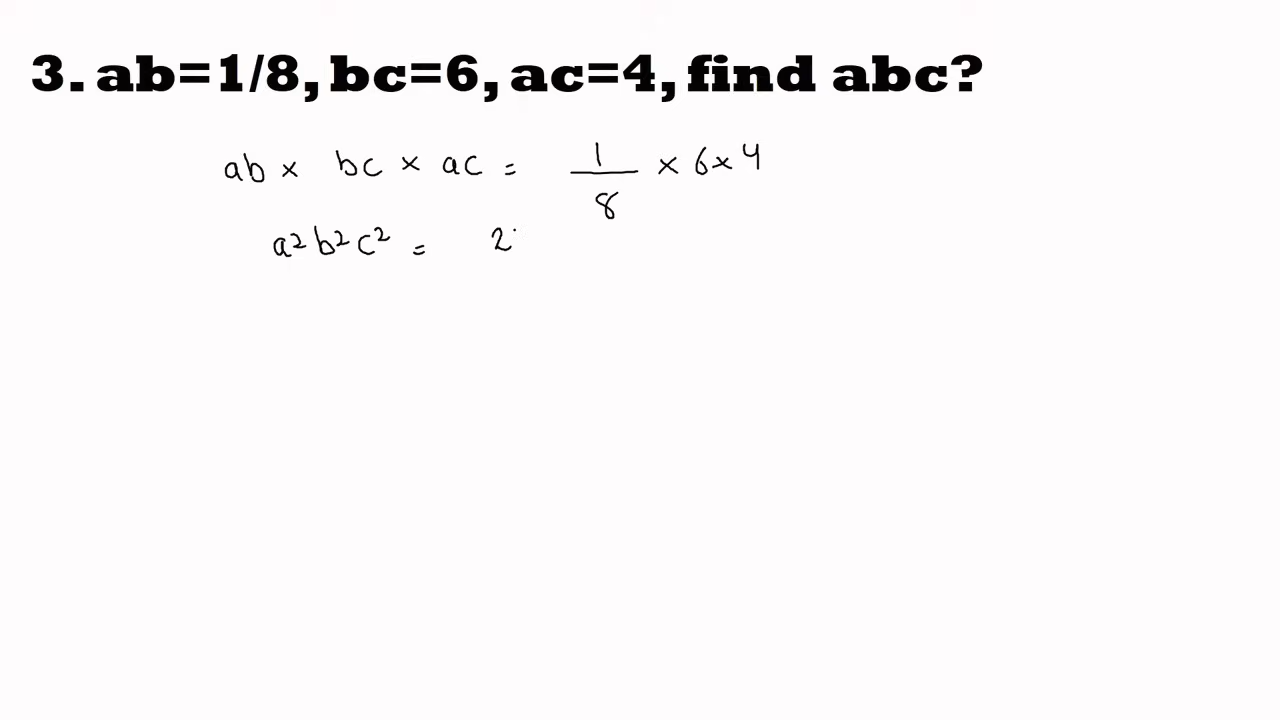 3. ab=1/8, bc=6, ac=4, find abc?
ab × bc × ac = 1/8 × 6 × 4
a²b²c² = 2